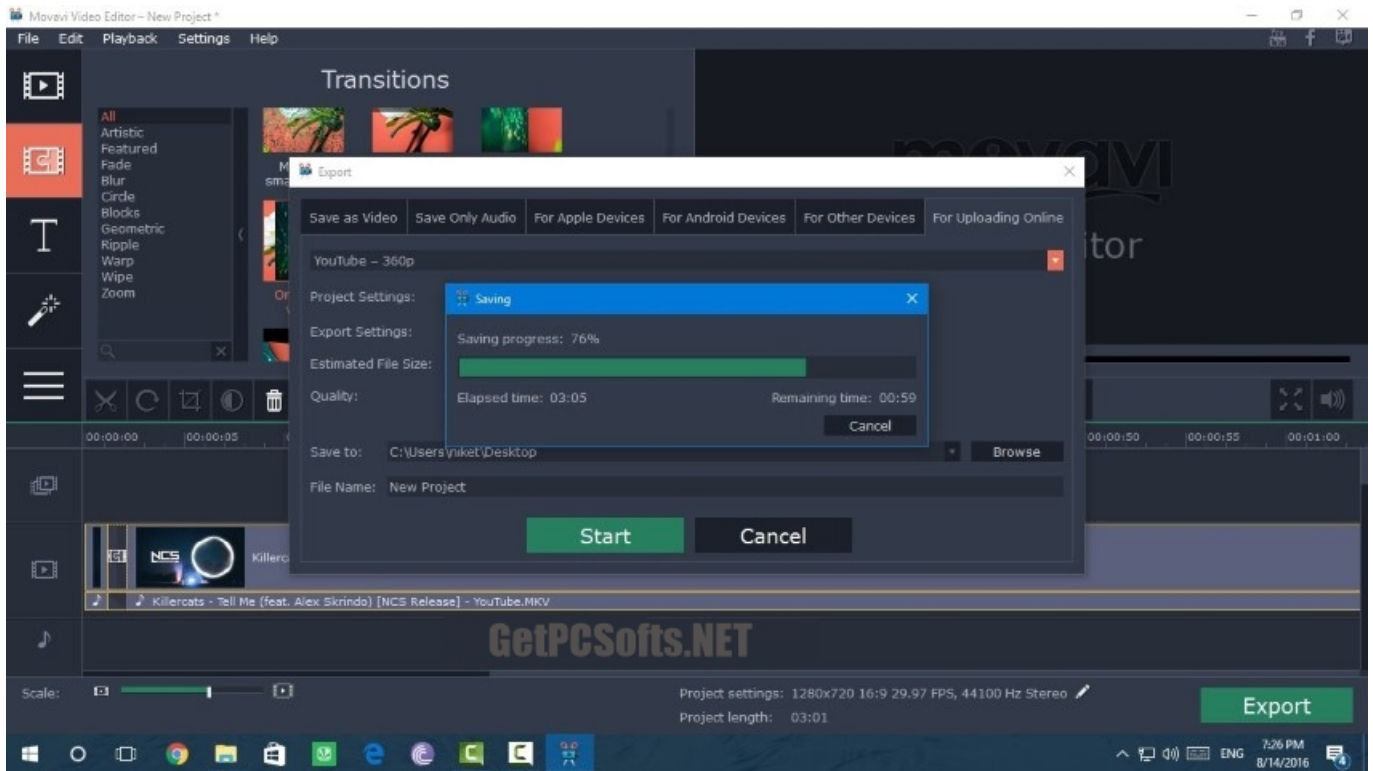 Movavi Video Editor – New Project *
File Edit Playback Settings Help
Transitions
All
Artistic
Featured
Fade
Blur
Circle
Blocks
Geometric
Ripple
Warp
Wipe
Zoom
movavi
Export
Save as Video Save Only Audio For Apple Devices For Android Devices For Other Devices For Uploading Online
YouTube – 360p
Project Settings:
Export Settings:
Estimated File Size:
Quality:
Saving
Saving progress: 76%
Elapsed time: 03:05 Remaining time: 00:59
Cancel
Save to: C:\Users\niket\Desktop Browse
File Name: New Project
Start Cancel
00:00:00 00:00:05 00:00:50 00:00:55 00:01:00
NCS Killerc
Killercats - Tell Me (feat. Alex Skrindo) [NCS Release] - YouTube.MKV
GetPCSofts.NET
Scale:
Project settings: 1280x720 16:9 29.97 FPS, 44100 Hz Stereo
Project length: 03:01
Export
ENG 7:26 PM
8/14/2016